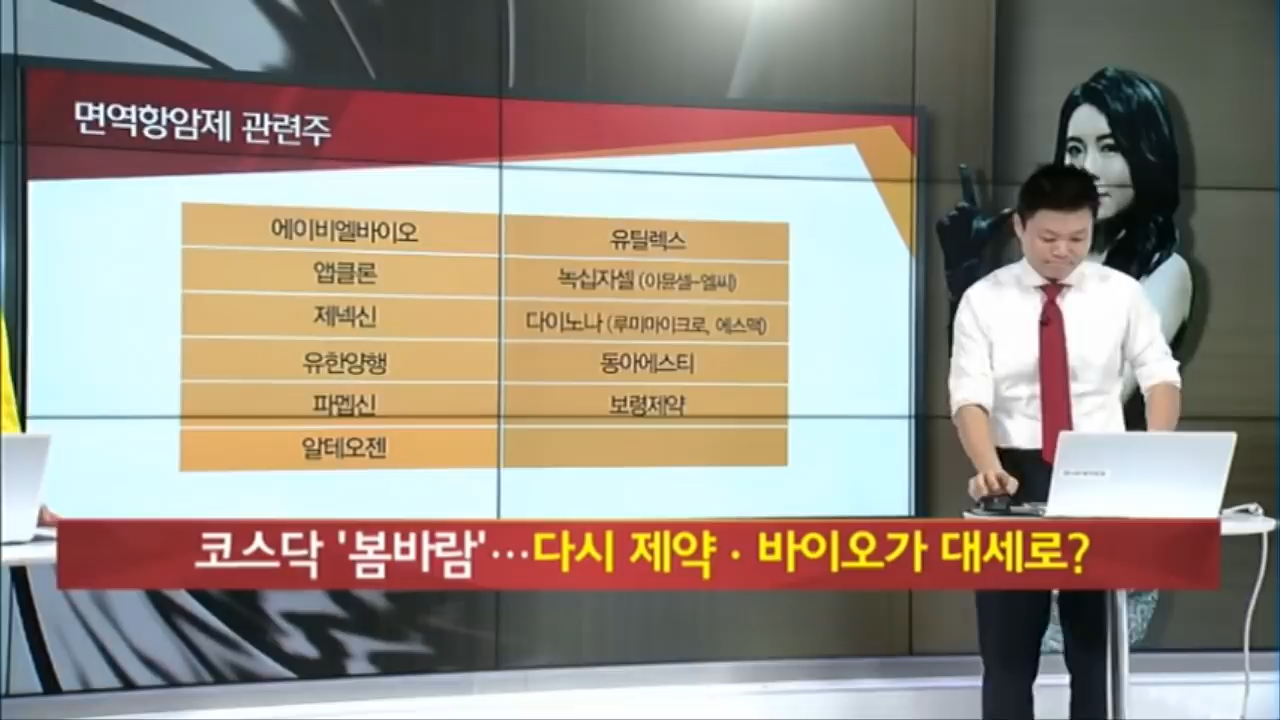 면역항암제 관련주
에이비엘바이오 유틸렉스
앱클론 녹십자셀 (이뮨셀-엘씨)
제넥신 다이노나 (루미마이크로, 에스맥)
유한양행 동아에스티
파멥신 보령제약
알테오젠
코스닥 '봄바람'…다시 제약·바이오가 대세로?